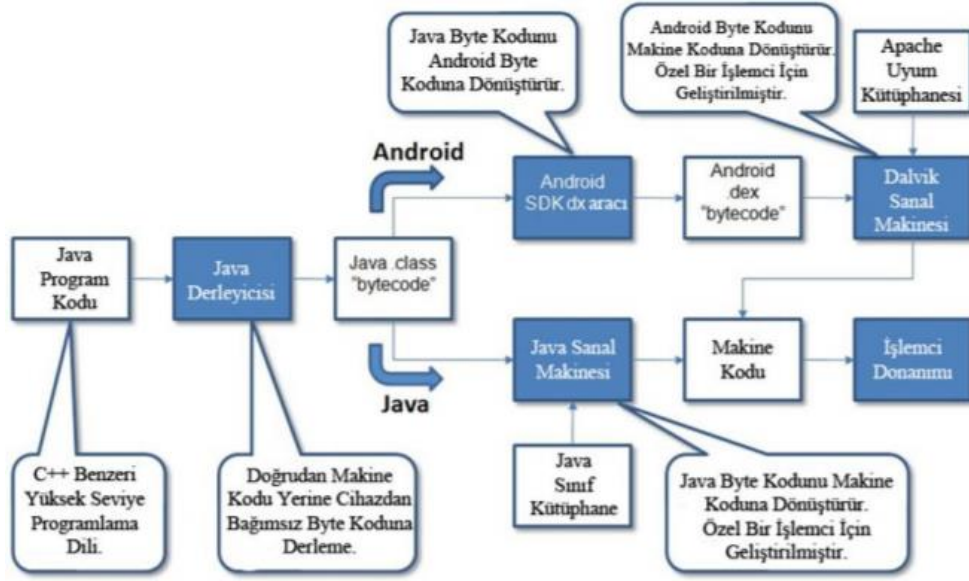 Java Byte Kodunu
Android Byte
Koduna Dönüştürür.
Android Byte Kodunu
Makine Koduna Dönüştürür.
Özel Bir İşlemci İçin
Geliştirilmiştir.
Apache
Uyum
Kütüphanesi
Android
Android
SDK dx aracı
Android
.dex
"bytecode"
Dalvik
Sanal
Makinesi
Java
Program
Kodu
Java
Derleyicisi
Java .class
"bytecode"
Java Sanal
Makinesi
Makine
Kodu
İşlemci
Donanımı
Java
C++ Benzeri
Yüksek Seviye
Programlama
Dili.
Doğrudan Makine
Kodu Yerine Cihazdan
Bağımsız Byte Koduna
Derleme.
Java
Sınıf
Kütüphane
Java Byte Kodunu Makine
Koduna Dönüştürür.
Özel Bir İşlemci İçin
Geliştirilmiştir.